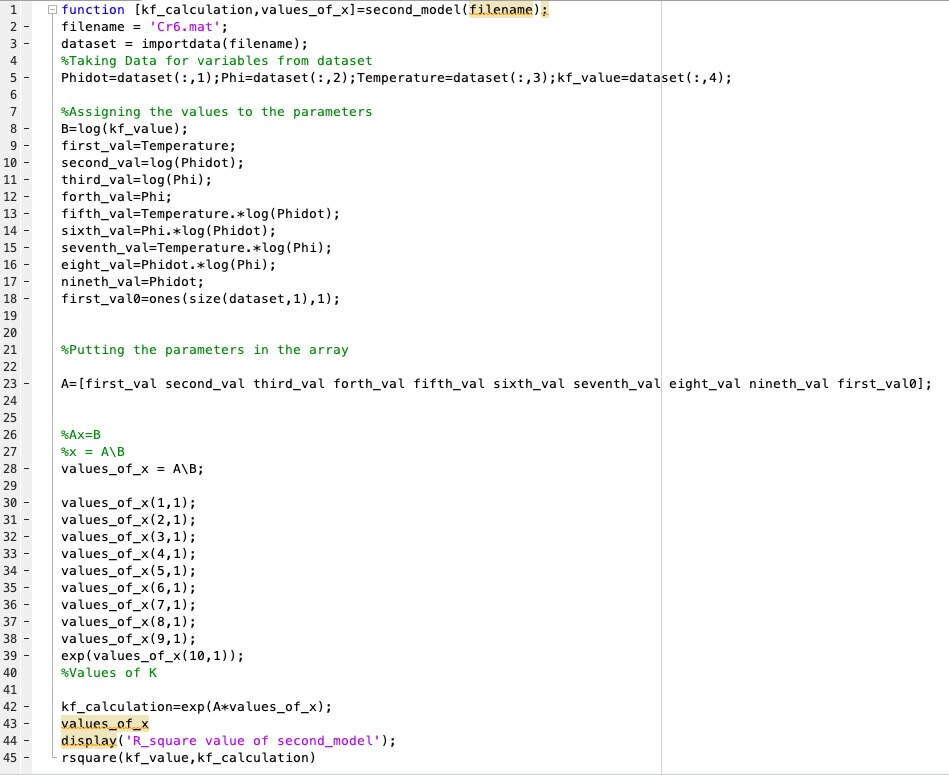 1 function [kf_calculation,values_of_x]=second_model(filename);
2 - filename = 'Cr6.mat';
3 - dataset = importdata(filename);
4 %Taking Data for variables from dataset
5 - Phidot=dataset(:,1);Phi=dataset(:,2);Temperature=dataset(:,3);kf_value=dataset(:,4);
6
7 %Assigning the values to the parameters
8 - B=log(kf_value);
9 - first_val=Temperature;
10 - second_val=log(Phidot);
11 - third_val=log(Phi);
12 - forth_val=Phi;
13 - fifth_val=Temperature.*log(Phidot);
14 - sixth_val=Phi.*log(Phidot);
15 - seventh_val=Temperature.*log(Phi);
16 - eight_val=Phidot.*log(Phi);
17 - nineth_val=Phidot;
18 - first_val0=ones(size(dataset,1),1);
19
20
21 %Putting the parameters in the array
22
23 - A=[first_val second_val third_val forth_val fifth_val sixth_val seventh_val eight_val nineth_val first_val0];
24
25
26 %Ax=B
27 %x = A\B
28 - values_of_x = A\B;
29
30 - values_of_x(1,1);
31 - values_of_x(2,1);
32 - values_of_x(3,1);
33 - values_of_x(4,1);
34 - values_of_x(5,1);
35 - values_of_x(6,1);
36 - values_of_x(7,1);
37 - values_of_x(8,1);
38 - values_of_x(9,1);
39 - exp(values_of_x(10,1));
40 %Values of K
41
42 - kf_calculation=exp(A*values_of_x);
43 - values_of_x
44 - display('R_square value of second_model');
45 - rsquare(kf_value,kf_calculation)